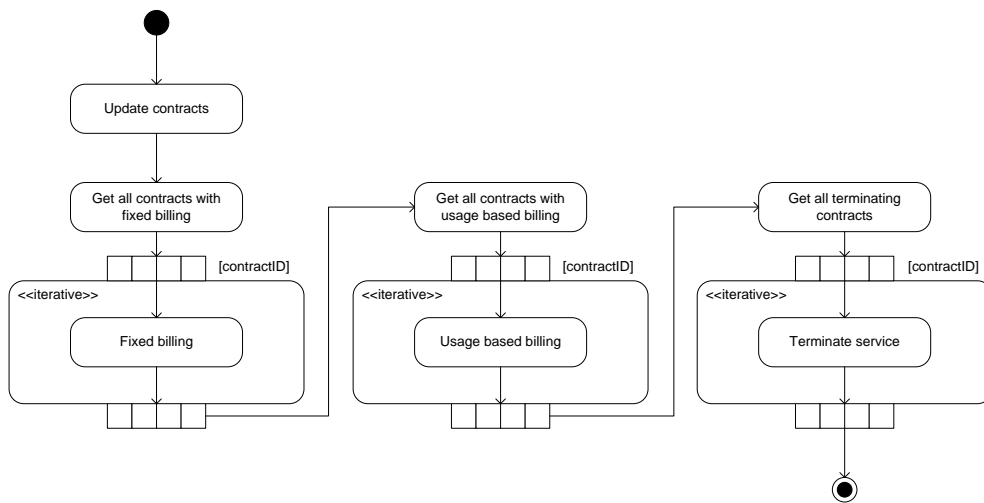 Update contracts
Get all contracts with
fixed billing
[contractID]
<<iterative>>
Fixed billing
Get all contracts with
usage based billing
[contractID]
<<iterative>>
Usage based billing
Get all terminating
contracts
[contractID]
<<iterative>>
Terminate service